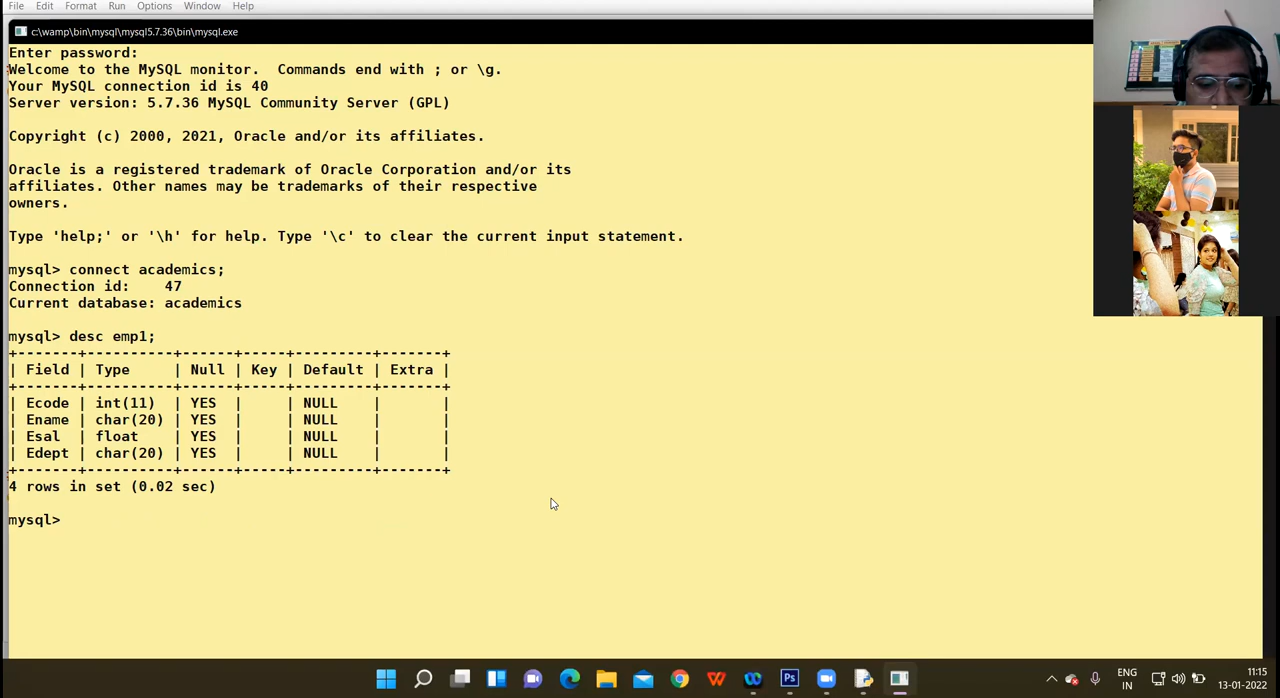 File Edit Format Run Options Window Help
c:\wamp\bin\mysql\mysql5.7.36\bin\mysql.exe
Enter password:
Welcome to the MySQL monitor.  Commands end with ; or \g.
Your MySQL connection id is 40
Server version: 5.7.36 MySQL Community Server (GPL)
Copyright (c) 2000, 2021, Oracle and/or its affiliates.
Oracle is a registered trademark of Oracle Corporation and/or its
affiliates. Other names may be trademarks of their respective
owners.
Type 'help;' or '\h' for help. Type '\c' to clear the current input statement.
mysql> connect academics;
Connection id:    47
Current database: academics
mysql> desc emp1;
+-------+----------+------+-----+---------+-------+
| Field | Type     | Null | Key | Default | Extra |
+-------+----------+------+-----+---------+-------+
| Ecode | int(11)  | YES  |     | NULL    |       |
| Ename | char(20) | YES  |     | NULL    |       |
| Esal  | float    | YES  |     | NULL    |       |
| Edept | char(20) | YES  |     | NULL    |       |
+-------+----------+------+-----+---------+-------+
4 rows in set (0.02 sec)
mysql>
W Ps
ENG
IN
11:15
13-01-2022